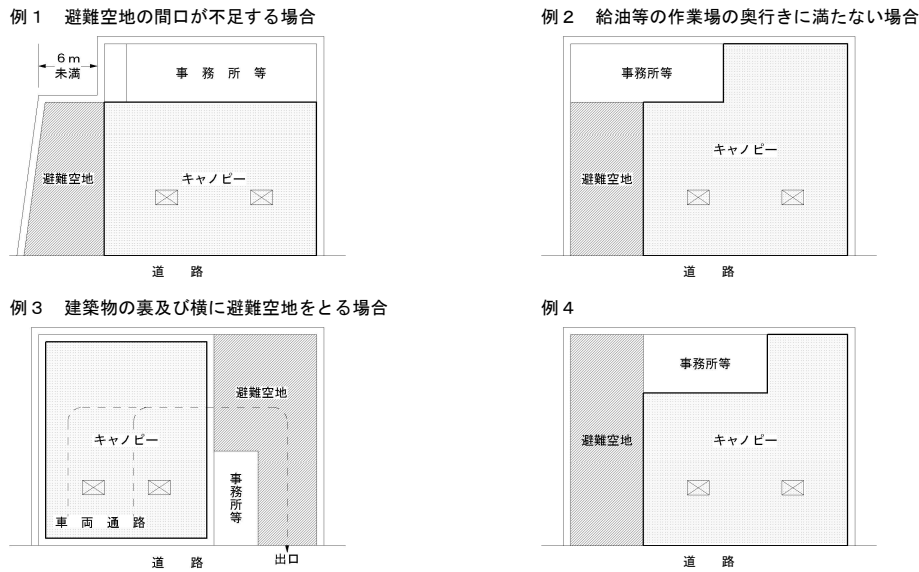 例1　避難空地の間口が不足する場合
6m
未満
事　務　所　等
避難空地
キャノピー
道　路
例2　給油等の作業場の奥行きに満たない場合
事務所等
キャノピー
避難空地
道　路
例3　建築物の裏及び横に避難空地をとる場合
避難空地
キャノピー
事務所等
車　両　通　路
道　路
出口
例4
事務所等
避難空地
キャノピー
道　路